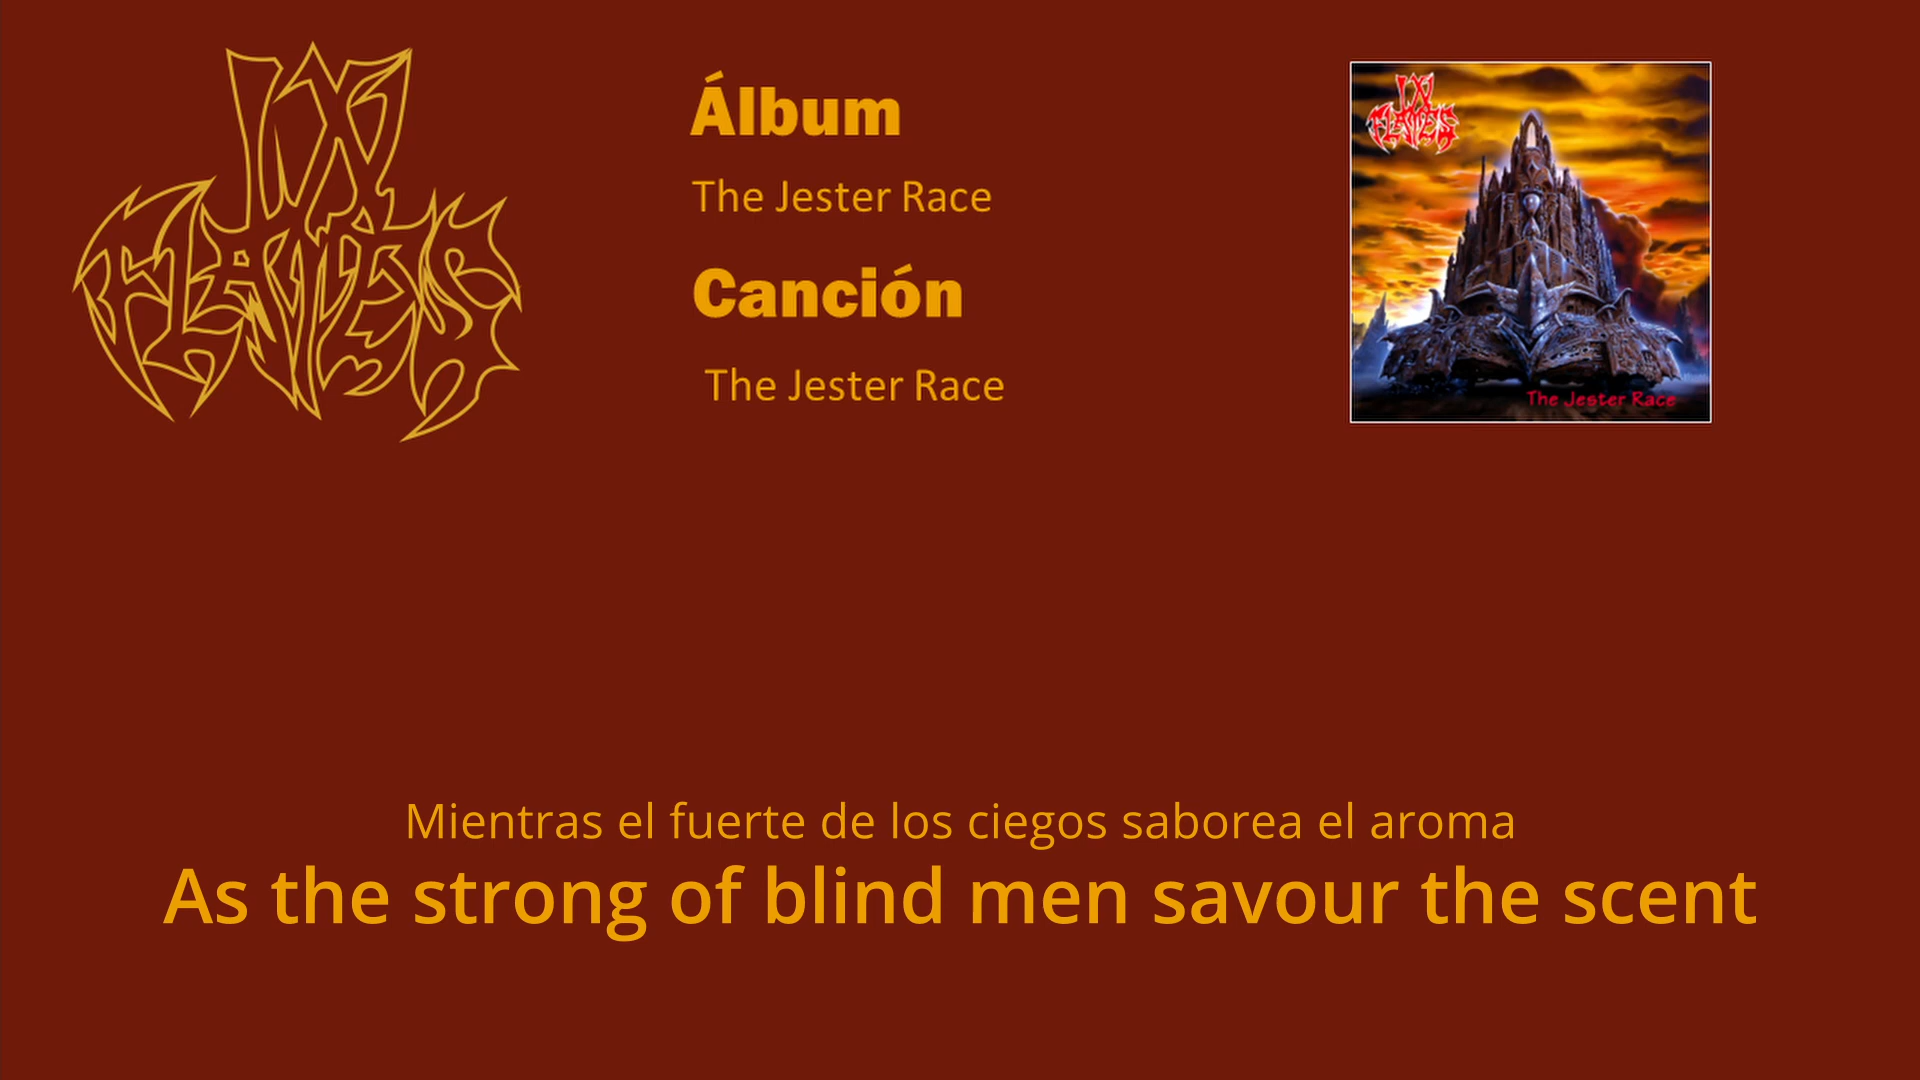 IN
FLAMES
Álbum
The Jester Race
Canción
The Jester Race
IN
FLAMES
The Jester Race
Mientras el fuerte de los ciegos saborea el aroma
As the strong of blind men savour the scent